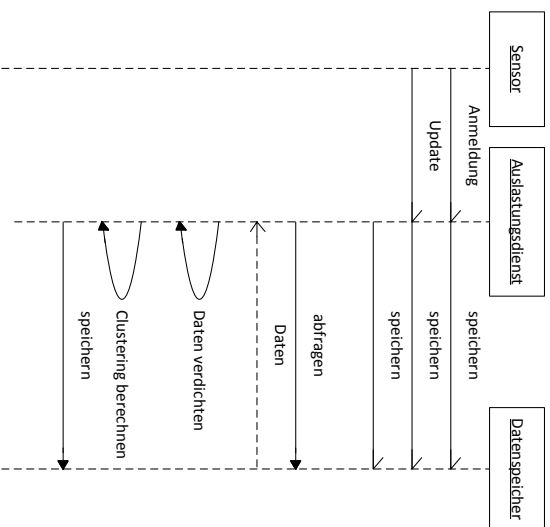 Sensor
Auslastungsdienst
Datenspeicher
Anmeldung
speichern
Update
speichern
speichern
abfragen
Daten
Daten verdichten
Clustering berechnen
speichern